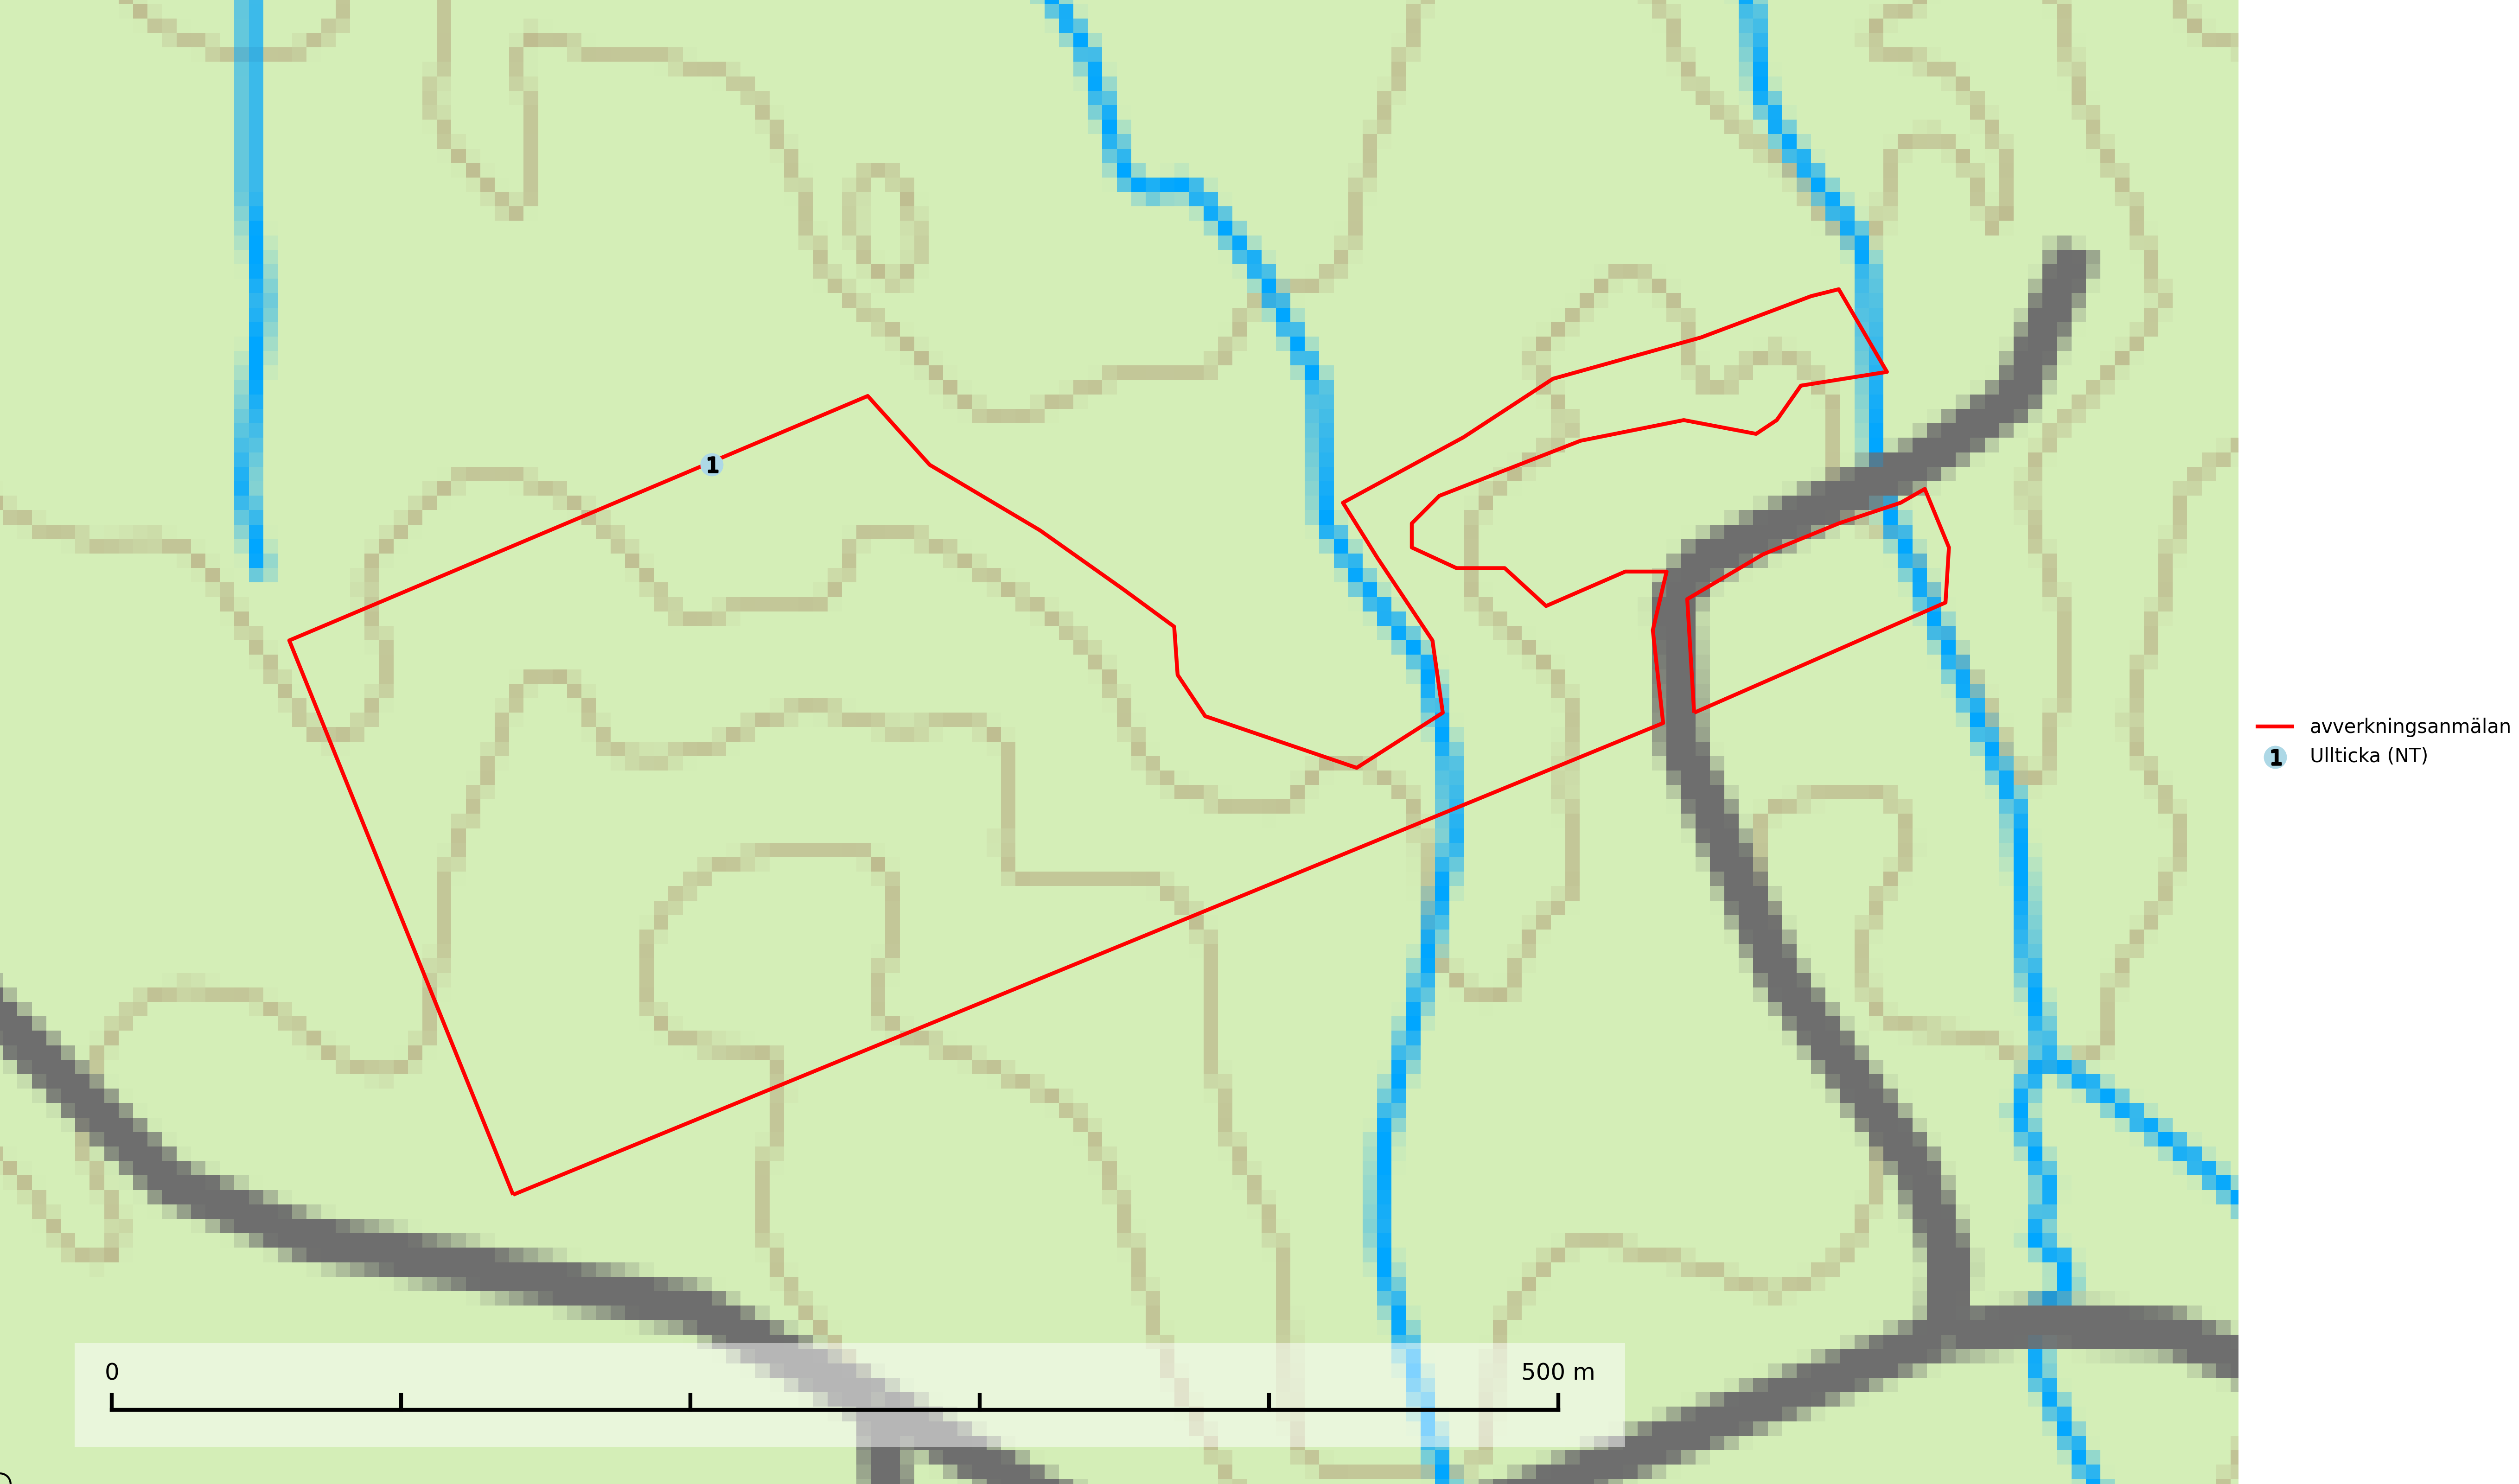 1
avverkningsanmälan
1 Ullticka (NT)
0 500 m